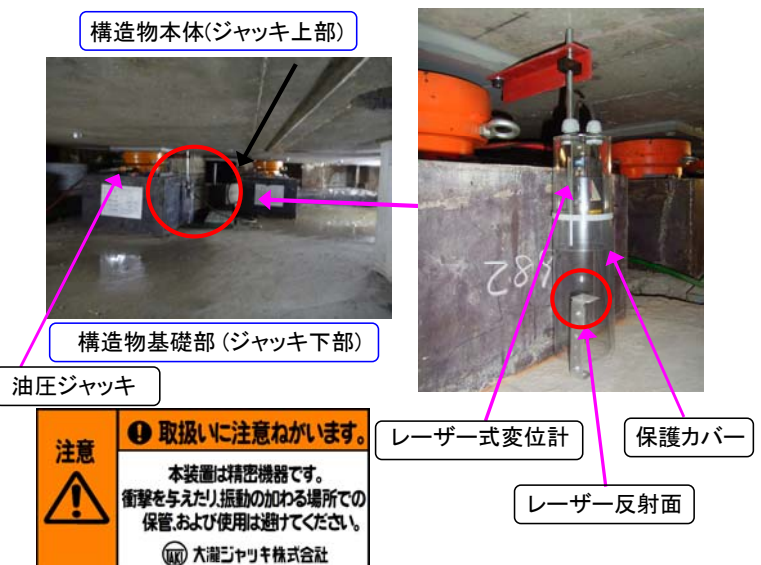 構造物本体(ジャッキ上部)
構造物基礎部 (ジャッキ下部)
油圧ジャッキ
レーザー式変位計
保護カバー
レーザー反射面
注意
取扱いに注意ねがいます。
本装置は精密機器です。
衝撃を与えたり、振動の加わる場所での
保管、および使用は避けてください。
大瀧ジャッキ株式会社